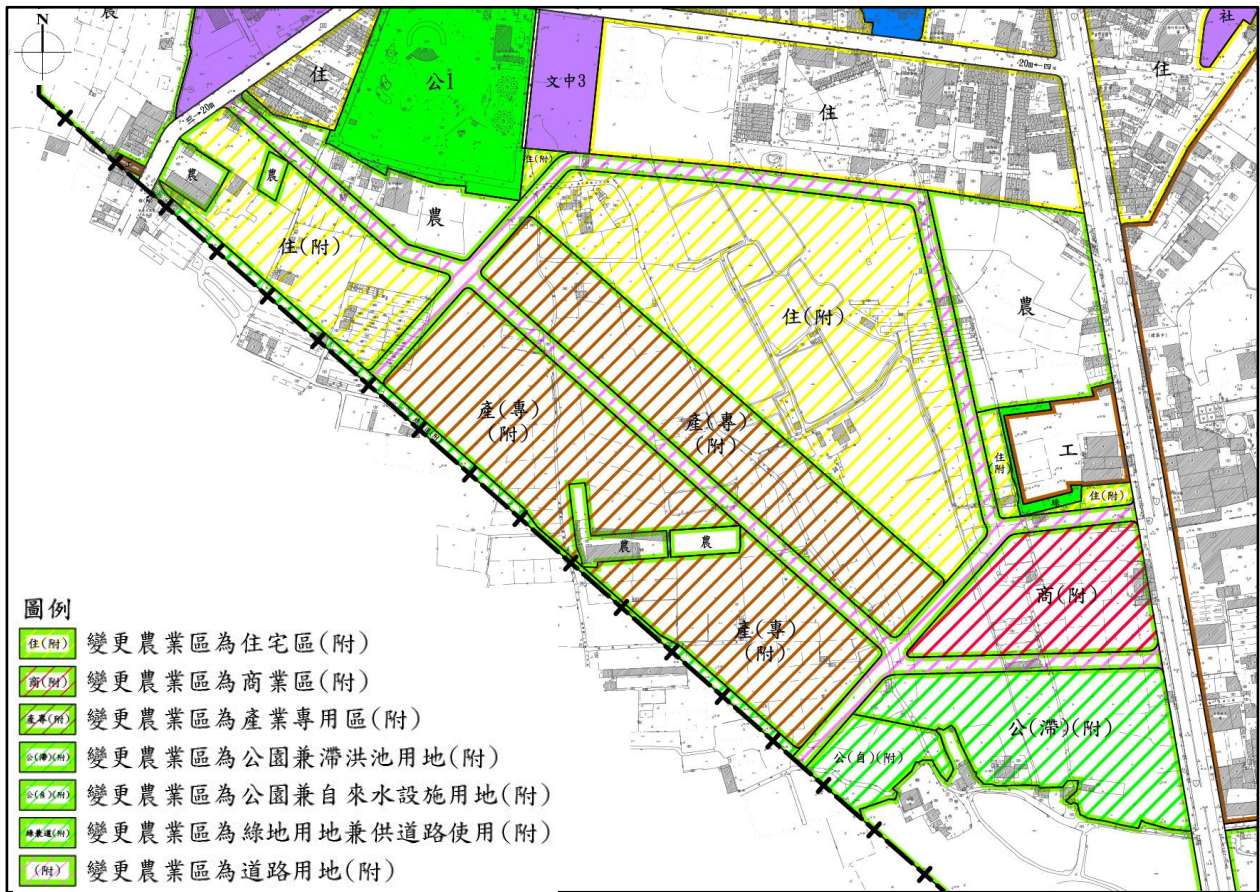 N
農
社
住
公1
文中3
住
住
20m←四
四→20m
住(附)
農
農
農
住(附)
住(附)
農
產(專)
(附)
產(專)
(附)
住
(附)
工
住(附)
綠
農
農
商(附)
產(專)
(附)
公(滯)(附)
公(自)(附)
圖例
住(附) 變更農業區為住宅區(附)
商(附) 變更農業區為商業區(附)
產專(附) 變更農業區為產業專用區(附)
公(滯)(附) 變更農業區為公園兼滯洪池用地(附)
公(自)(附) 變更農業區為公園兼自來水設施用地(附)
綠兼道(附) 變更農業區為綠地用地兼供道路使用(附)
(附) 變更農業區為道路用地(附)